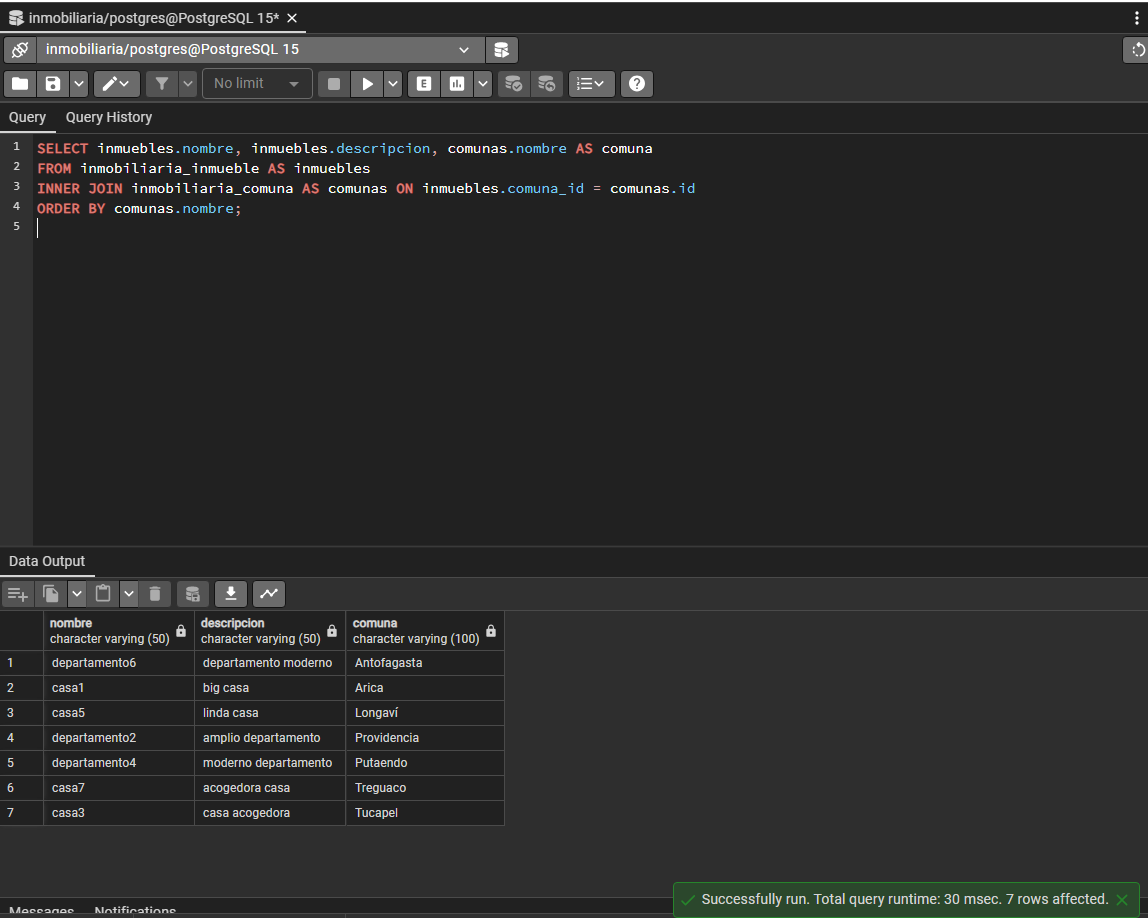 inmobiliaria/postgres@PostgreSQL 15*
inmobiliaria/postgres@PostgreSQL 15
No limit
E
Query Query History
1 SELECT inmuebles.nombre, inmuebles.descripcion, comunas.nombre AS comuna
2 FROM inmobiliaria_inmueble AS inmuebles
3 INNER JOIN inmobiliaria_comuna AS comunas ON inmuebles.comuna_id = comunas.id
4 ORDER BY comunas.nombre;
5
Data Output
nombre descripcion comuna
character varying (50) character varying (50) character varying (100)
1 departamento6 departamento moderno Antofagasta
2 casa1 big casa Arica
3 casa5 linda casa Longaví
4 departamento2 amplio departamento Providencia
5 departamento4 moderno departamento Putaendo
6 casa7 acogedora casa Treguaco
7 casa3 casa acogedora Tucapel
Successfully run. Total query runtime: 30 msec. 7 rows affected.
Messages Notifications